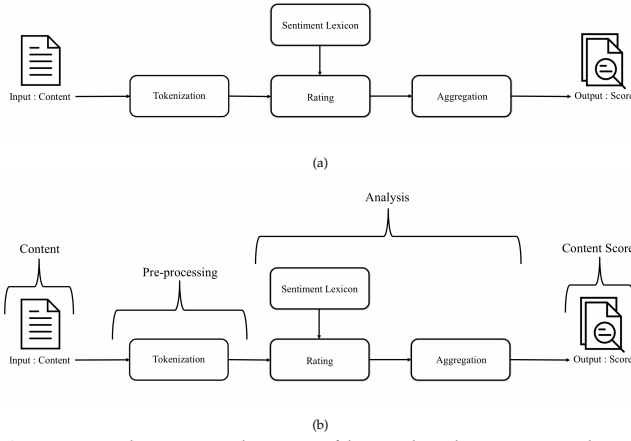 Sentiment Lexicon
Input : Content
Tokenization
Rating
Aggregation
Output : Score
(a)
Analysis
Content
Pre-processing
Content Score
Sentiment Lexicon
Input : Content
Tokenization
Rating
Aggregation
Output : Score
(b)